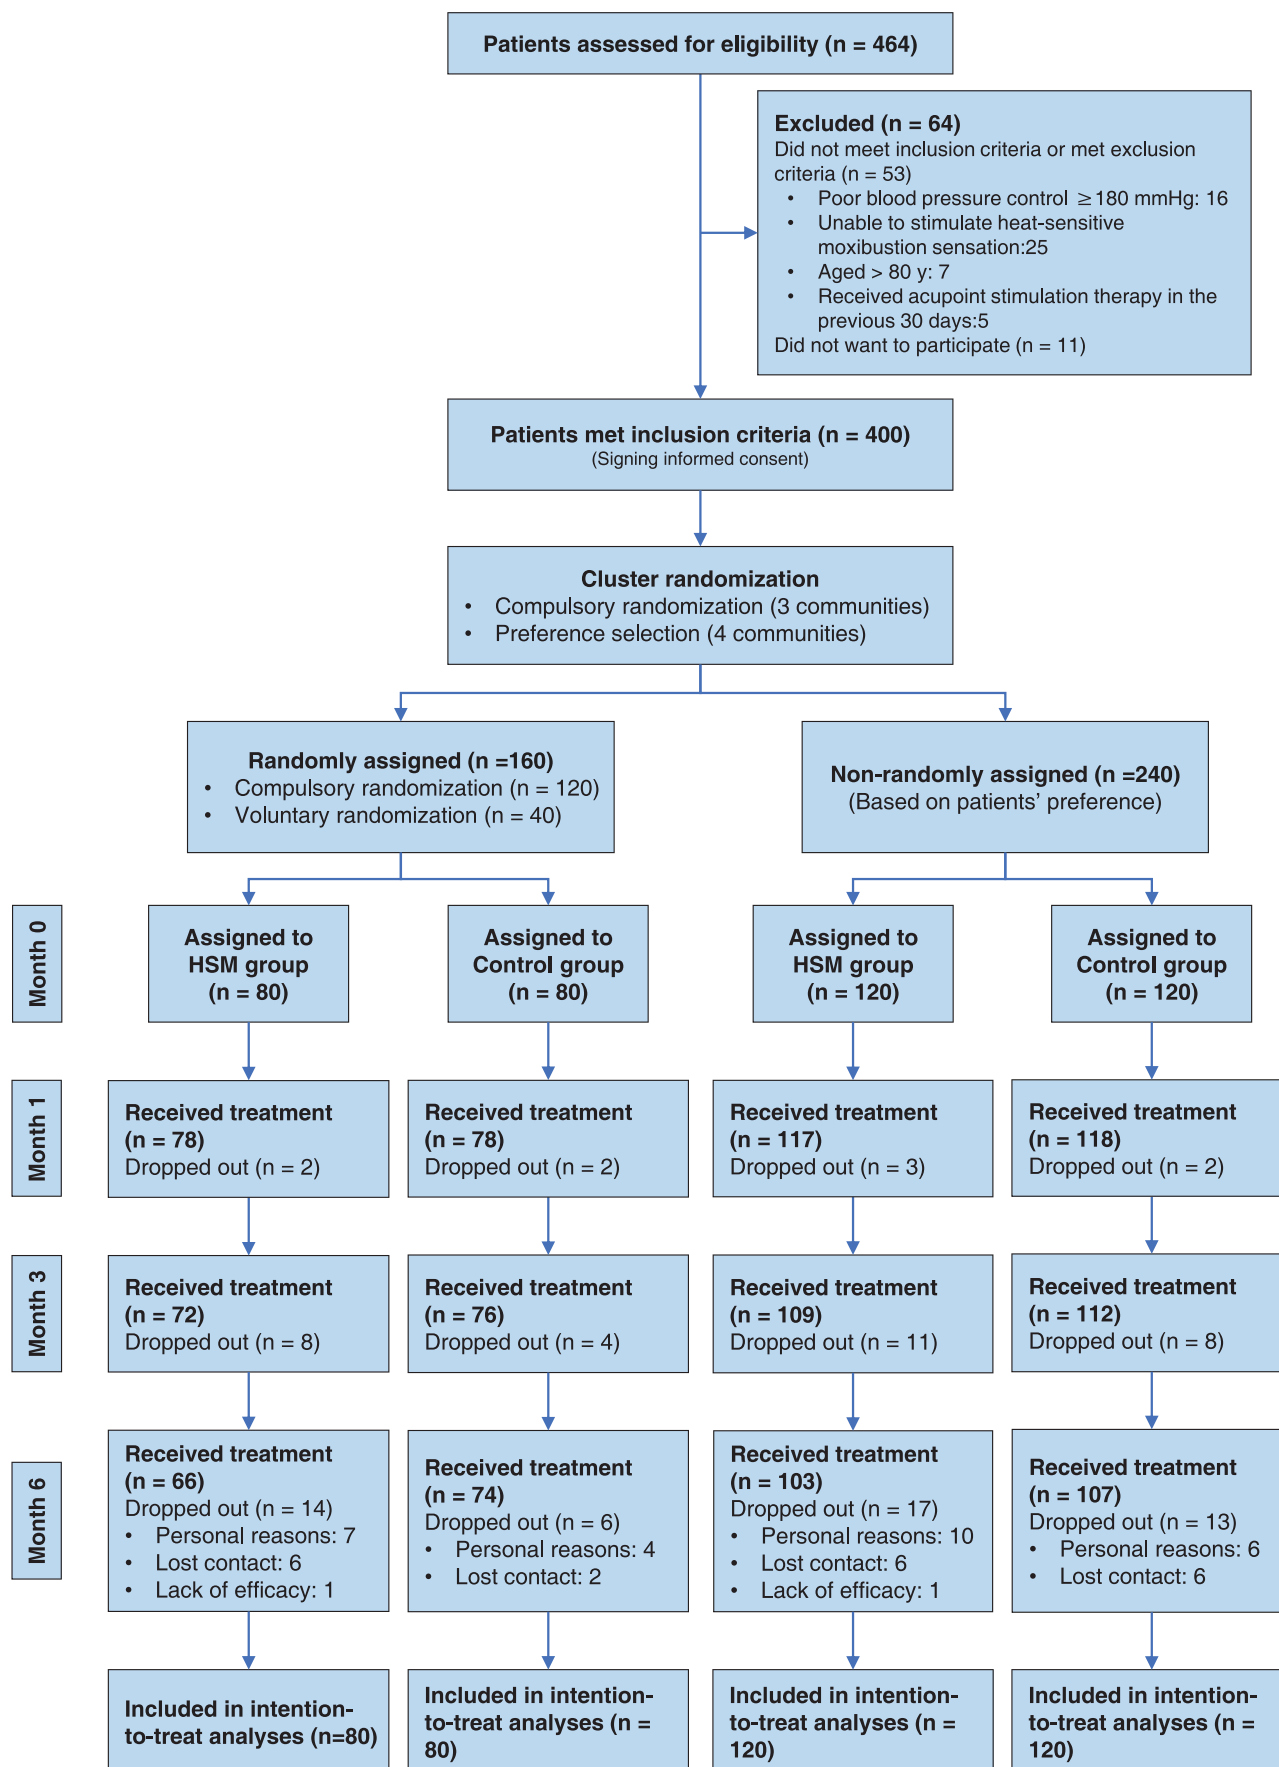 Patients assessed for eligibility (n = 464)
Excluded (n = 64)
Did not meet inclusion criteria or met exclusion
criteria (n = 53)
• Poor blood pressure control ≥180 mmHg: 16
• Unable to stimulate heat-sensitive
moxibustion sensation:25
• Aged > 80 y: 7
• Received acupoint stimulation therapy in the
previous 30 days:5
Did not want to participate (n = 11)
Patients met inclusion criteria (n = 400)
(Signing informed consent)
Cluster randomization
• Compulsory randomization (3 communities)
• Preference selection (4 communities)
Randomly assigned (n =160)
• Compulsory randomization (n = 120)
• Voluntary randomization (n = 40)
Non-randomly assigned (n =240)
(Based on patients' preference)
Month 0
Assigned to
HSM group
(n = 80)
Assigned to
Control group
(n = 80)
Assigned to
HSM group
(n = 120)
Assigned to
Control group
(n = 120)
Month 1
Received treatment
(n = 78)
Dropped out (n = 2)
Received treatment
(n = 78)
Dropped out (n = 2)
Received treatment
(n = 117)
Dropped out (n = 3)
Received treatment
(n = 118)
Dropped out (n = 2)
Month 3
Received treatment
(n = 72)
Dropped out (n = 8)
Received treatment
(n = 76)
Dropped out (n = 4)
Received treatment
(n = 109)
Dropped out (n = 11)
Received treatment
(n = 112)
Dropped out (n = 8)
Month 6
Received treatment
(n = 66)
Dropped out (n = 14)
• Personal reasons: 7
• Lost contact: 6
• Lack of efficacy: 1
Received treatment
(n = 74)
Dropped out (n = 6)
• Personal reasons: 4
• Lost contact: 2
Received treatment
(n = 103)
Dropped out (n = 17)
• Personal reasons: 10
• Lost contact: 6
• Lack of efficacy: 1
Received treatment
(n = 107)
Dropped out (n = 13)
• Personal reasons: 6
• Lost contact: 6
Included in intention-
to-treat analyses (n=80)
Included in intention-
to-treat analyses (n =
80)
Included in intention-
to-treat analyses (n =
120)
Included in intention-
to-treat analyses (n =
120)